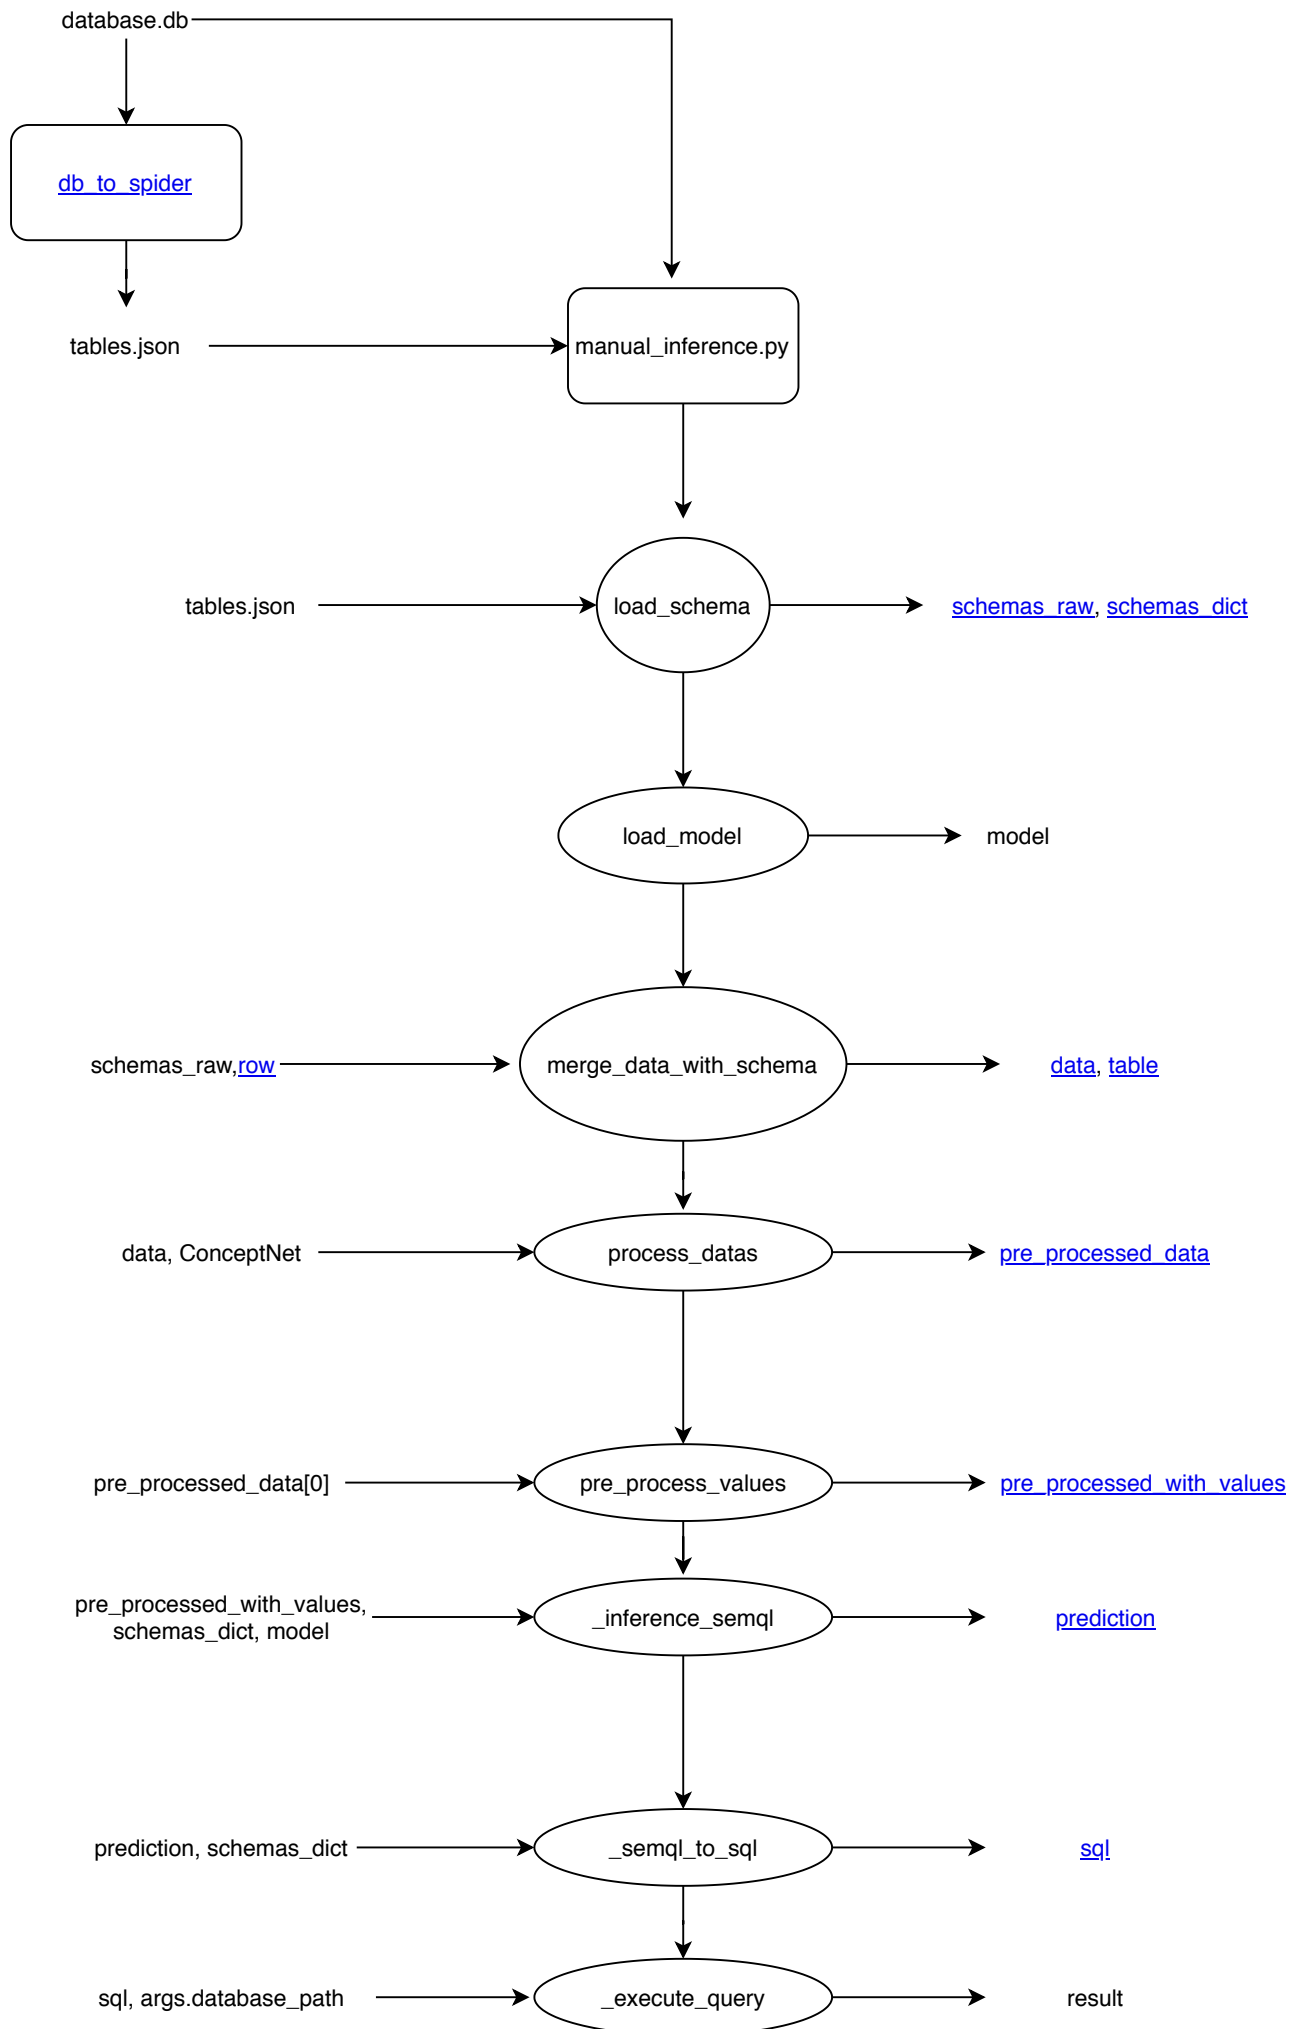 database.db
db_to_spider
tables.json
manual_inference.py
tables.json
load_schema
schemas_raw, schemas_dict
load_model
model
schemas_raw,row
merge_data_with_schema
data, table
data, ConceptNet
process_datas
pre_processed_data
pre_processed_data[0]
pre_process_values
pre_processed_with_values
pre_processed_with_values,
schemas_dict, model
_inference_semql
prediction
prediction, schemas_dict
_semql_to_sql
sql
sql, args.database_path
_execute_query
result